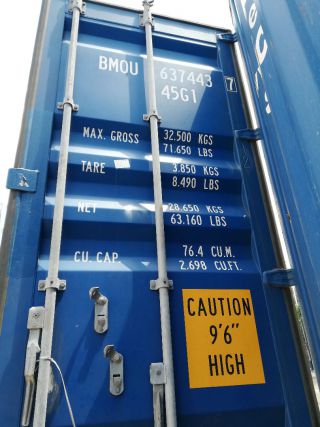 BMOU 637443 7
45G1
MAX. GROSS 32.500 KGS
71.650 LBS
TARE 3.850 KGS
8.490 LBS
NET 28.650 KGS
63.160 LBS
CU. CAP. 76.4 CU.M.
2.698 CU.FT.
CAUTION
9'6"
HIGH